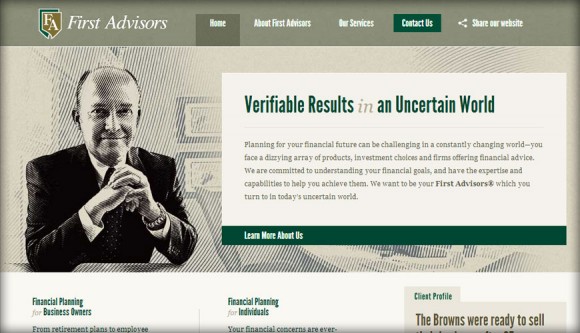 FA First Advisors
Home
About First Advisors
Our Services
Contact Us
Share our website
Verifiable Results in an Uncertain World
Planning for your financial future can be challenging in a constantly changing world—you
face a dizzying array of products, investment choices and firms offering financial advice.
We are committed to understanding your financial goals, and have the expertise and
capabilities to help you achieve them. We want to be your First Advisors® which you
turn to in today's uncertain world.
Learn More About Us
Financial Planning
for Business Owners
From retirement plans to employee
Financial Planning
for Individuals
Your financial concerns are ever-
Client Profile
The Browns were ready to sell